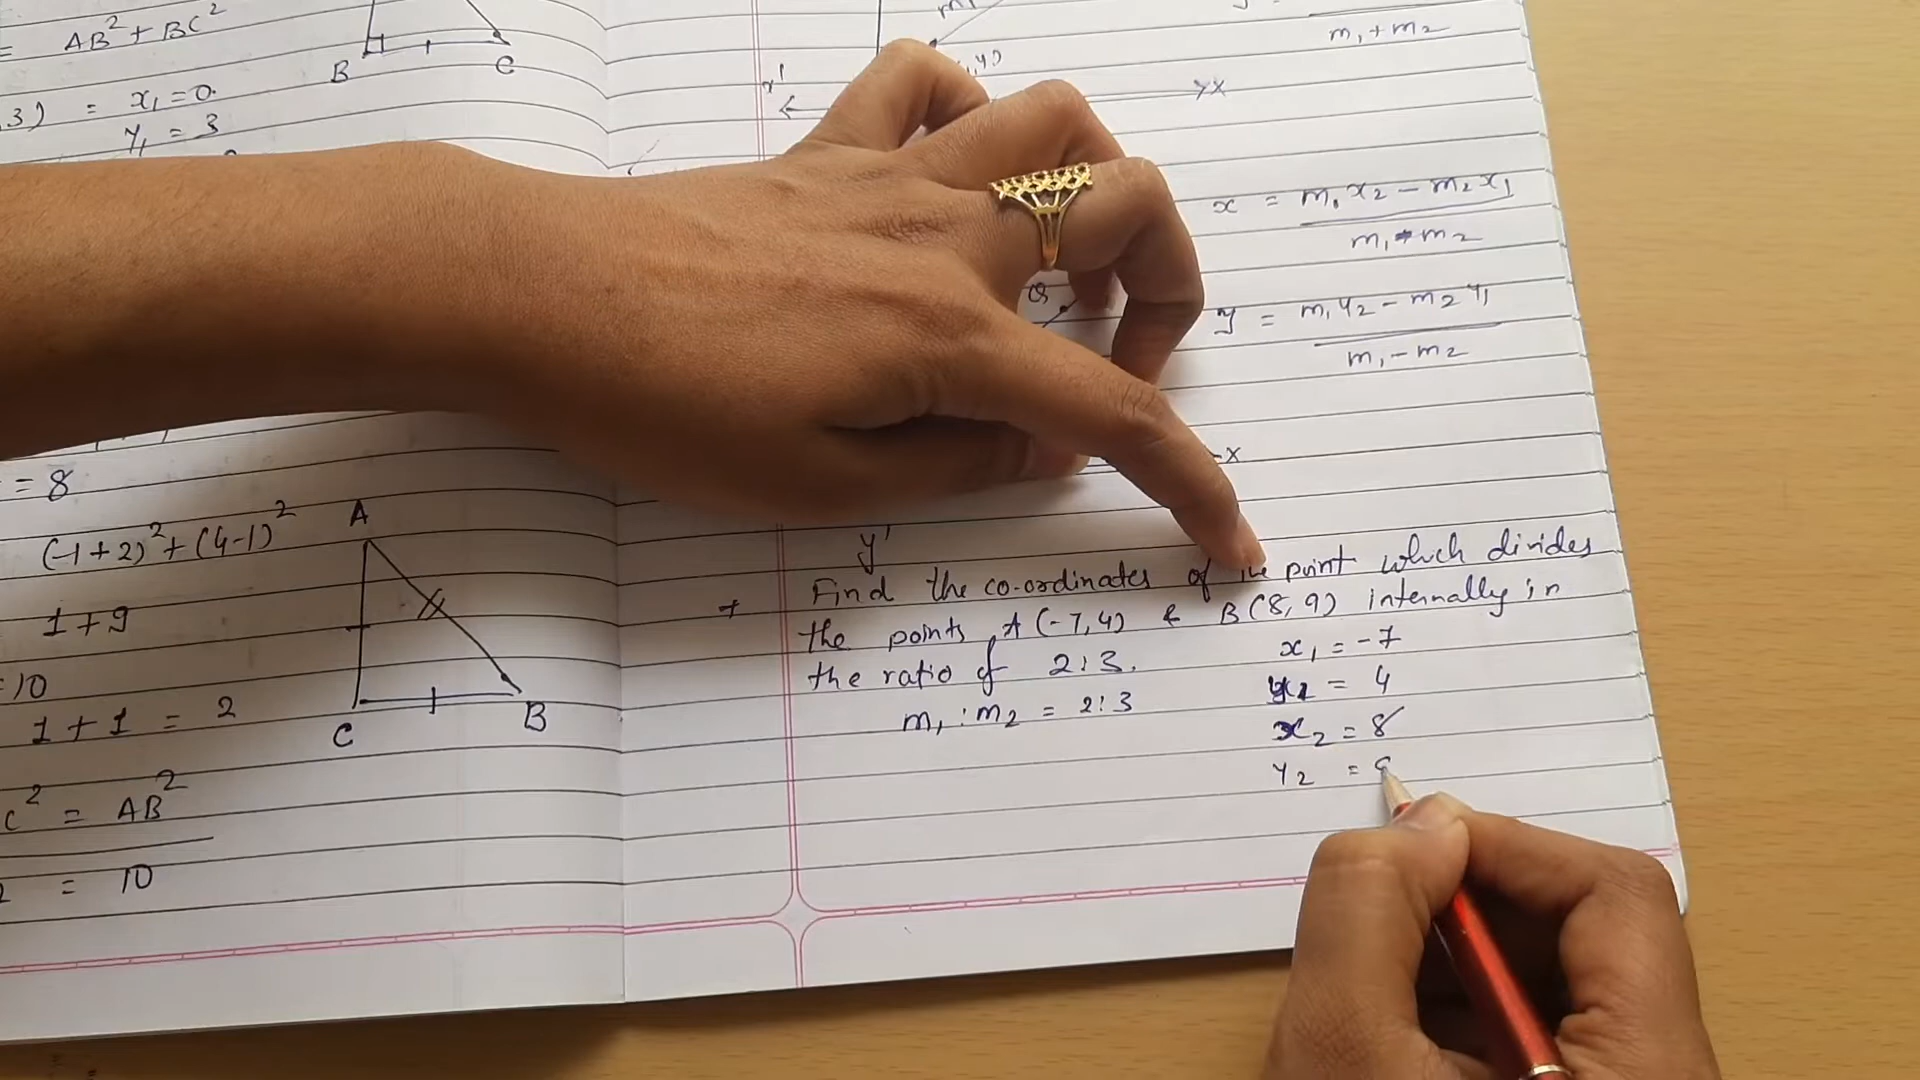 = AB² + BC²
B
C
3) = x₁ = 0
y₁ = 3
= 8
(-1+2)² + (4-1)²
1 + 9
= 10
1 + 1 = 2
C² = AB²
= 10
A
C
B
m₁ + m₂
x'
x
x = m₁x₂ - m₂x₁
m₁ - m₂
Q
y = m₁y₂ - m₂y₁
m₁ - m₂
x
y'
+ Find the co-ordinates of the point which divides
the points A(-7,4) & B(8,9) internally in
the ratio of 2:3.
m₁:m₂ = 2:3
x₁ = -7
y₁ = 4
x₂ = 8
y₂ =